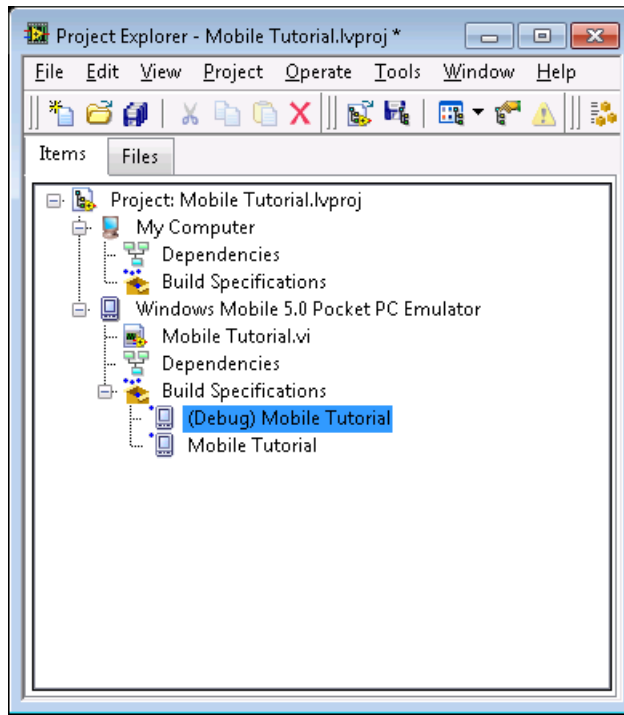 Project Explorer - Mobile Tutorial.lvproj *
File Edit View Project Operate Tools Window Help
Items Files
Project: Mobile Tutorial.lvproj
My Computer
Dependencies
Build Specifications
Windows Mobile 5.0 Pocket PC Emulator
Mobile Tutorial.vi
Dependencies
Build Specifications
(Debug) Mobile Tutorial
Mobile Tutorial